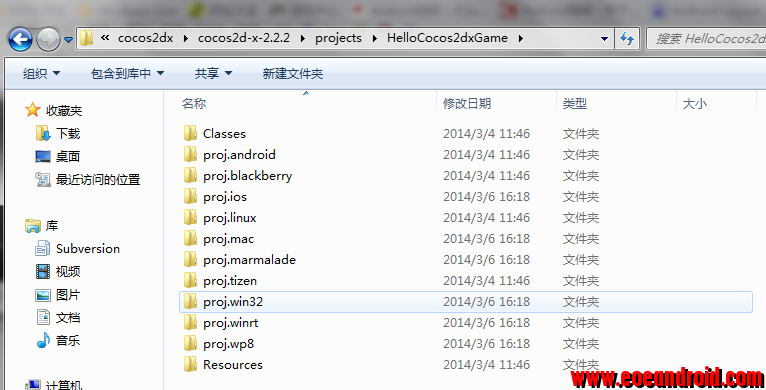 « cocos2dx ▸ cocos2d-x-2.2.2 ▸ projects ▸ HelloCocos2dxGame ▸ 搜索 HelloCocos2dx
组织 包含到库中 共享 新建文件夹
收藏夹
下载
桌面
最近访问的位置
库
Subversion
视频
图片
文档
音乐
计算机
名称 修改日期 类型 大小
Classes 2014/3/4 11:46 文件夹
proj.android 2014/3/4 11:46 文件夹
proj.blackberry 2014/3/4 11:46 文件夹
proj.ios 2014/3/6 16:18 文件夹
proj.linux 2014/3/4 11:46 文件夹
proj.mac 2014/3/6 16:18 文件夹
proj.marmalade 2014/3/6 16:18 文件夹
proj.tizen 2014/3/4 11:46 文件夹
proj.win32 2014/3/6 16:18 文件夹
proj.winrt 2014/3/6 16:18 文件夹
proj.wp8 2014/3/6 16:18 文件夹
Resources 2014/3/4 11:46 文件夹
www.eoeandroid.com